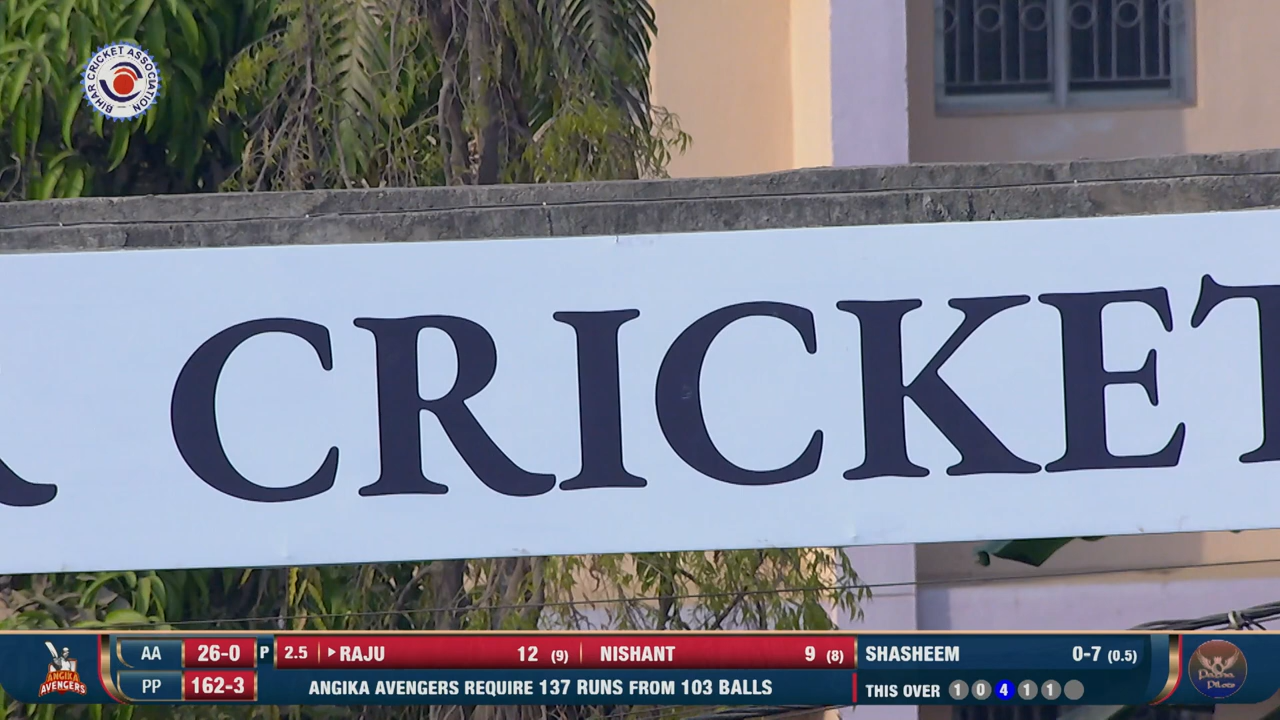 BIHAR CRICKET ASSOCIATION
CRICKET
AA 26-0 P 2.5 RAJU 12 (9) NISHANT 9 (8) SHASHEEM 0-7 (0.5)
PP 162-3 ANGIKA AVENGERS REQUIRE 137 RUNS FROM 103 BALLS THIS OVER 1 0 4 1 1
ANGIKA
AVENGERS
Patna
Pilots